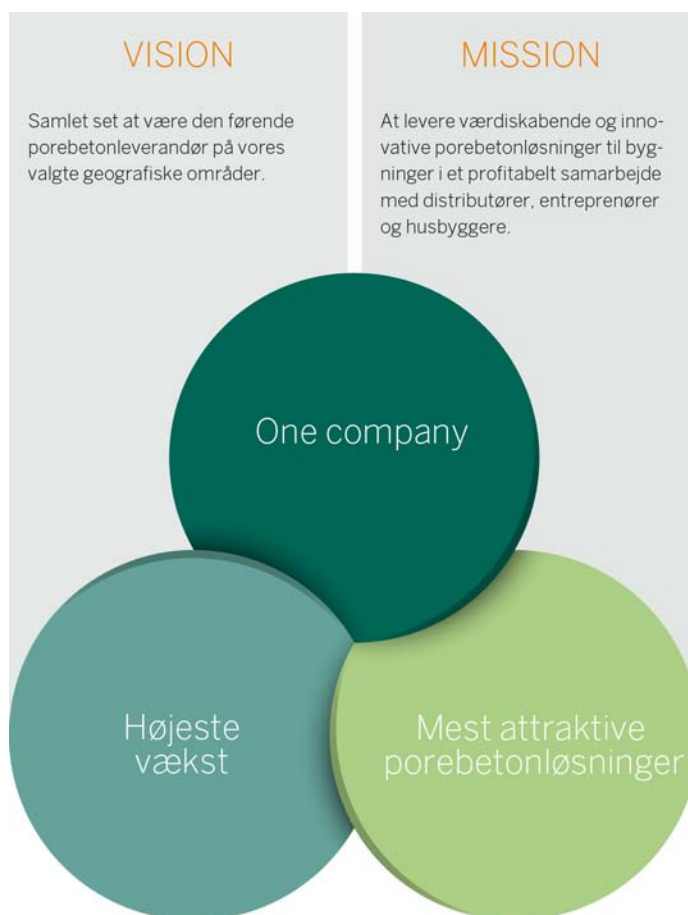 VISION
Samlet set at være den førende
porebetonleverandør på vores
valgte geografiske områder.
MISSION
At levere værdiskabende og inno-
vative porebetonløsninger til byg-
ninger i et profitabelt samarbejde
med distributører, entreprenører
og husbyggere.
One company
Højeste
vækst
Mest attraktive
porebetonløsninger